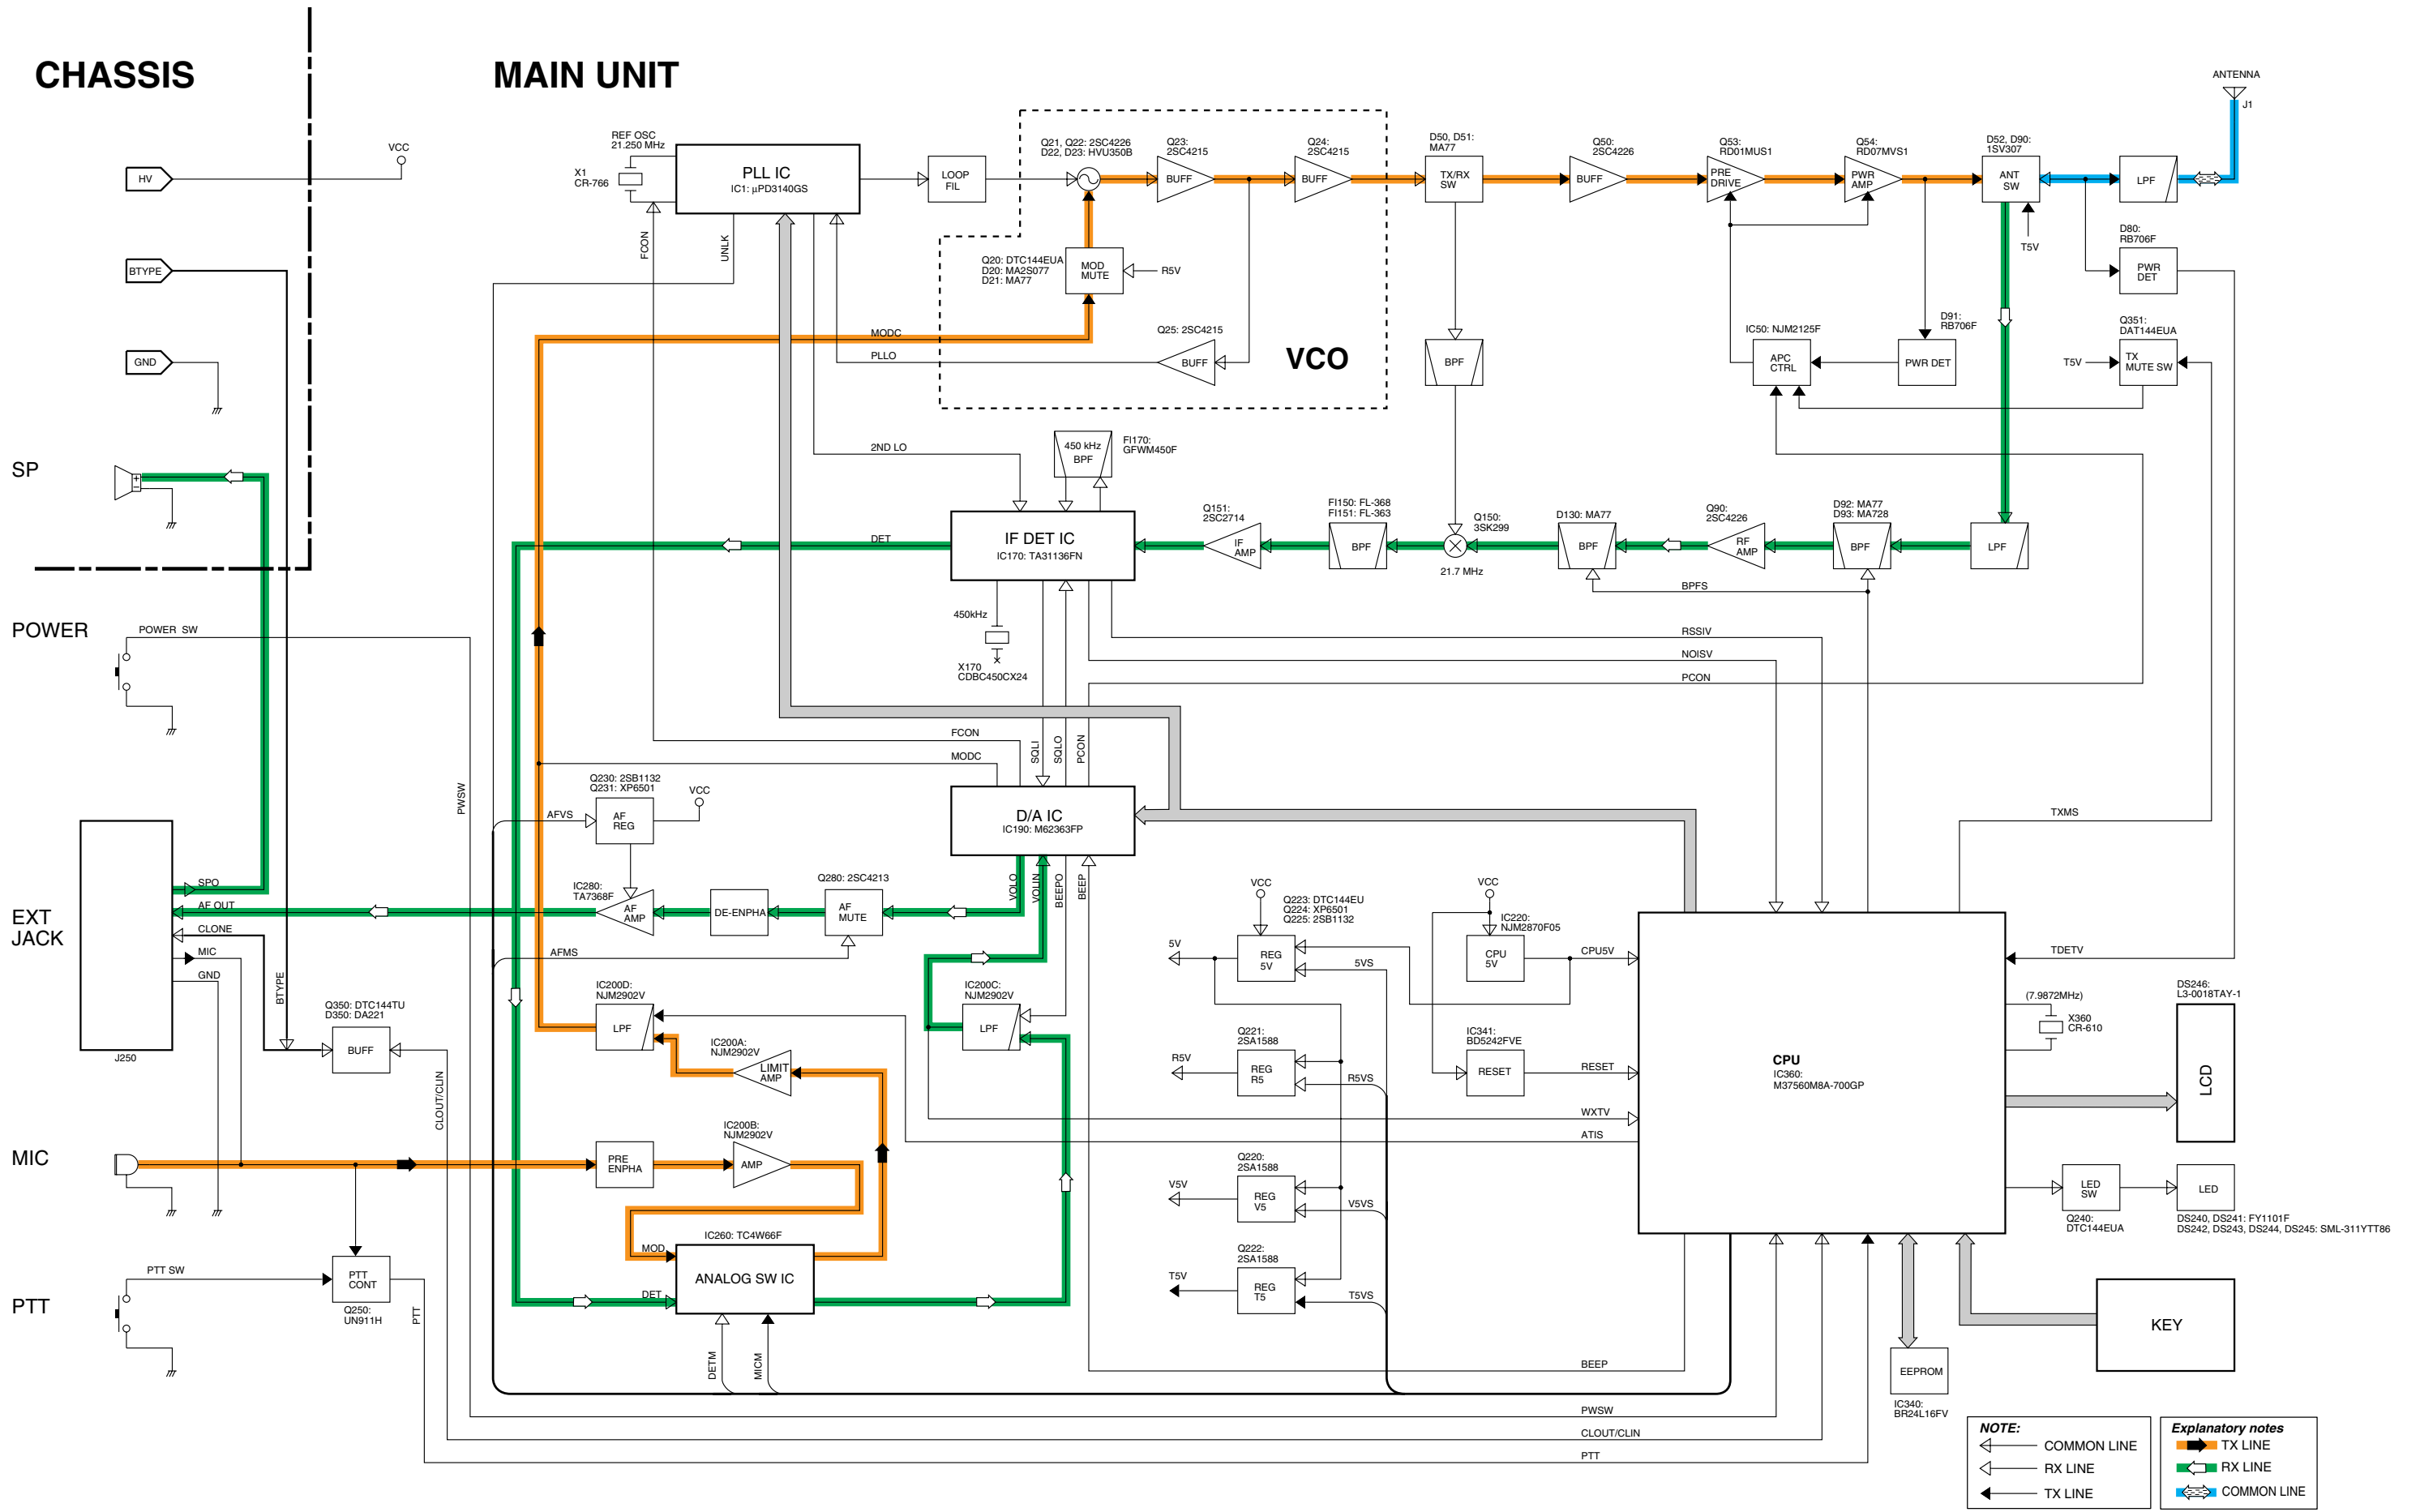 CHASSIS
MAIN UNIT
HV
VCC
BTYPE
GND
SP
POWER
POWER SW
EXT
JACK
SPO
AF OUT
CLONE
MIC
GND
J250
BTYPE
Q350: DTC144TU
D350: DA221
BUFF
CLOUT/CLIN
PWSW
MIC
PTT
PTT SW
PTT
CONT
Q250:
UN911H
PTT
REF OSC
21.250 MHz
X1
CR-766
FCON
UNLK
PLL IC
IC1: µPD3140GS
LOOP
FIL
Q21, Q22: 2SC4226
D22, D23: HVU350B
Q23:
2SC4215
BUFF
Q24:
2SC4215
BUFF
Q20: DTC144EUA
D20: MA2S077
D21: MA77
MOD
MUTE
R5V
MODC
PLLO
Q25: 2SC4215
BUFF
VCO
D50, D51:
MA77
TX/RX
SW
Q50:
2SC4226
BUFF
Q53:
RD01MUS1
PRE
DRIVE
Q54:
RD07MVS1
PWR
AMP
D52, D90:
1SV307
ANT
SW
T5V
LPF
ANTENNA
J1
D80:
RB706F
PWR
DET
Q351:
DAT144EUA
T5V
TX
MUTE SW
D91:
RB706F
PWR DET
IC50: NJM2125F
APC
CTRL
BPF
2ND LO
450 kHz
BPF
FI170:
GFWM450F
DET
IF DET IC
IC170: TA31136FN
Q151:
2SC2714
IF
AMP
FI150: FL-368
FI151: FL-363
BPF
Q150:
3SK299
21.7 MHz
D130: MA77
BPF
Q90:
2SC4226
RF
AMP
D92: MA77
D93: MA728
BPF
LPF
BPFS
450kHz
X170
CDBC450CX24
RSSIV
NOISV
PCON
FCON
MODC
SQLI
SQLO
PCON
Q230: 2SB1132
Q231: XP6501
AFVS
AF
REG
VCC
D/A IC
IC190: M62363FP
TXMS
IC280:
TA7368F
AF
AMP
DE-ENPHA
Q280: 2SC4213
AF
MUTE
VOLO
VOLIN
BEEPO
BEEP
AFMS
IC200D:
NJM2902V
LPF
IC200C:
NJM2902V
LPF
IC200A:
NJM2902V
LIMIT
AMP
PRE
ENPHA
IC200B:
NJM2902V
AMP
IC260: TC4W66F
MOD
ANALOG SW IC
DET
DETM
MICM
VCC
Q223: DTC144EU
Q224: XP6501
Q225: 2SB1132
5V
REG
5V
5VS
Q221:
2SA1588
R5V
REG
R5
R5VS
Q220:
2SA1588
V5V
REG
V5
V5VS
Q222:
2SA1588
T5V
REG
T5
T5VS
VCC
IC220:
NJM2870F05
CPU
5V
CPU5V
IC341:
BD5242FVE
RESET
RESET
WXTV
ATIS
CPU
IC360:
M37560M8A-700GP
TDETV
(7.9872MHz)
X360
CR-610
DS246:
L3-0018TAY-1
LCD
LED
SW
Q240:
DTC144EUA
LED
DS240, DS241: FY1101F
DS242, DS243, DS244, DS245: SML-311YTT86
KEY
EEPROM
IC340:
BR24L16FV
BEEP
PWSW
CLOUT/CLIN
PTT
NOTE:
COMMON LINE
RX LINE
TX LINE
Explanatory notes
TX LINE
RX LINE
COMMON LINE